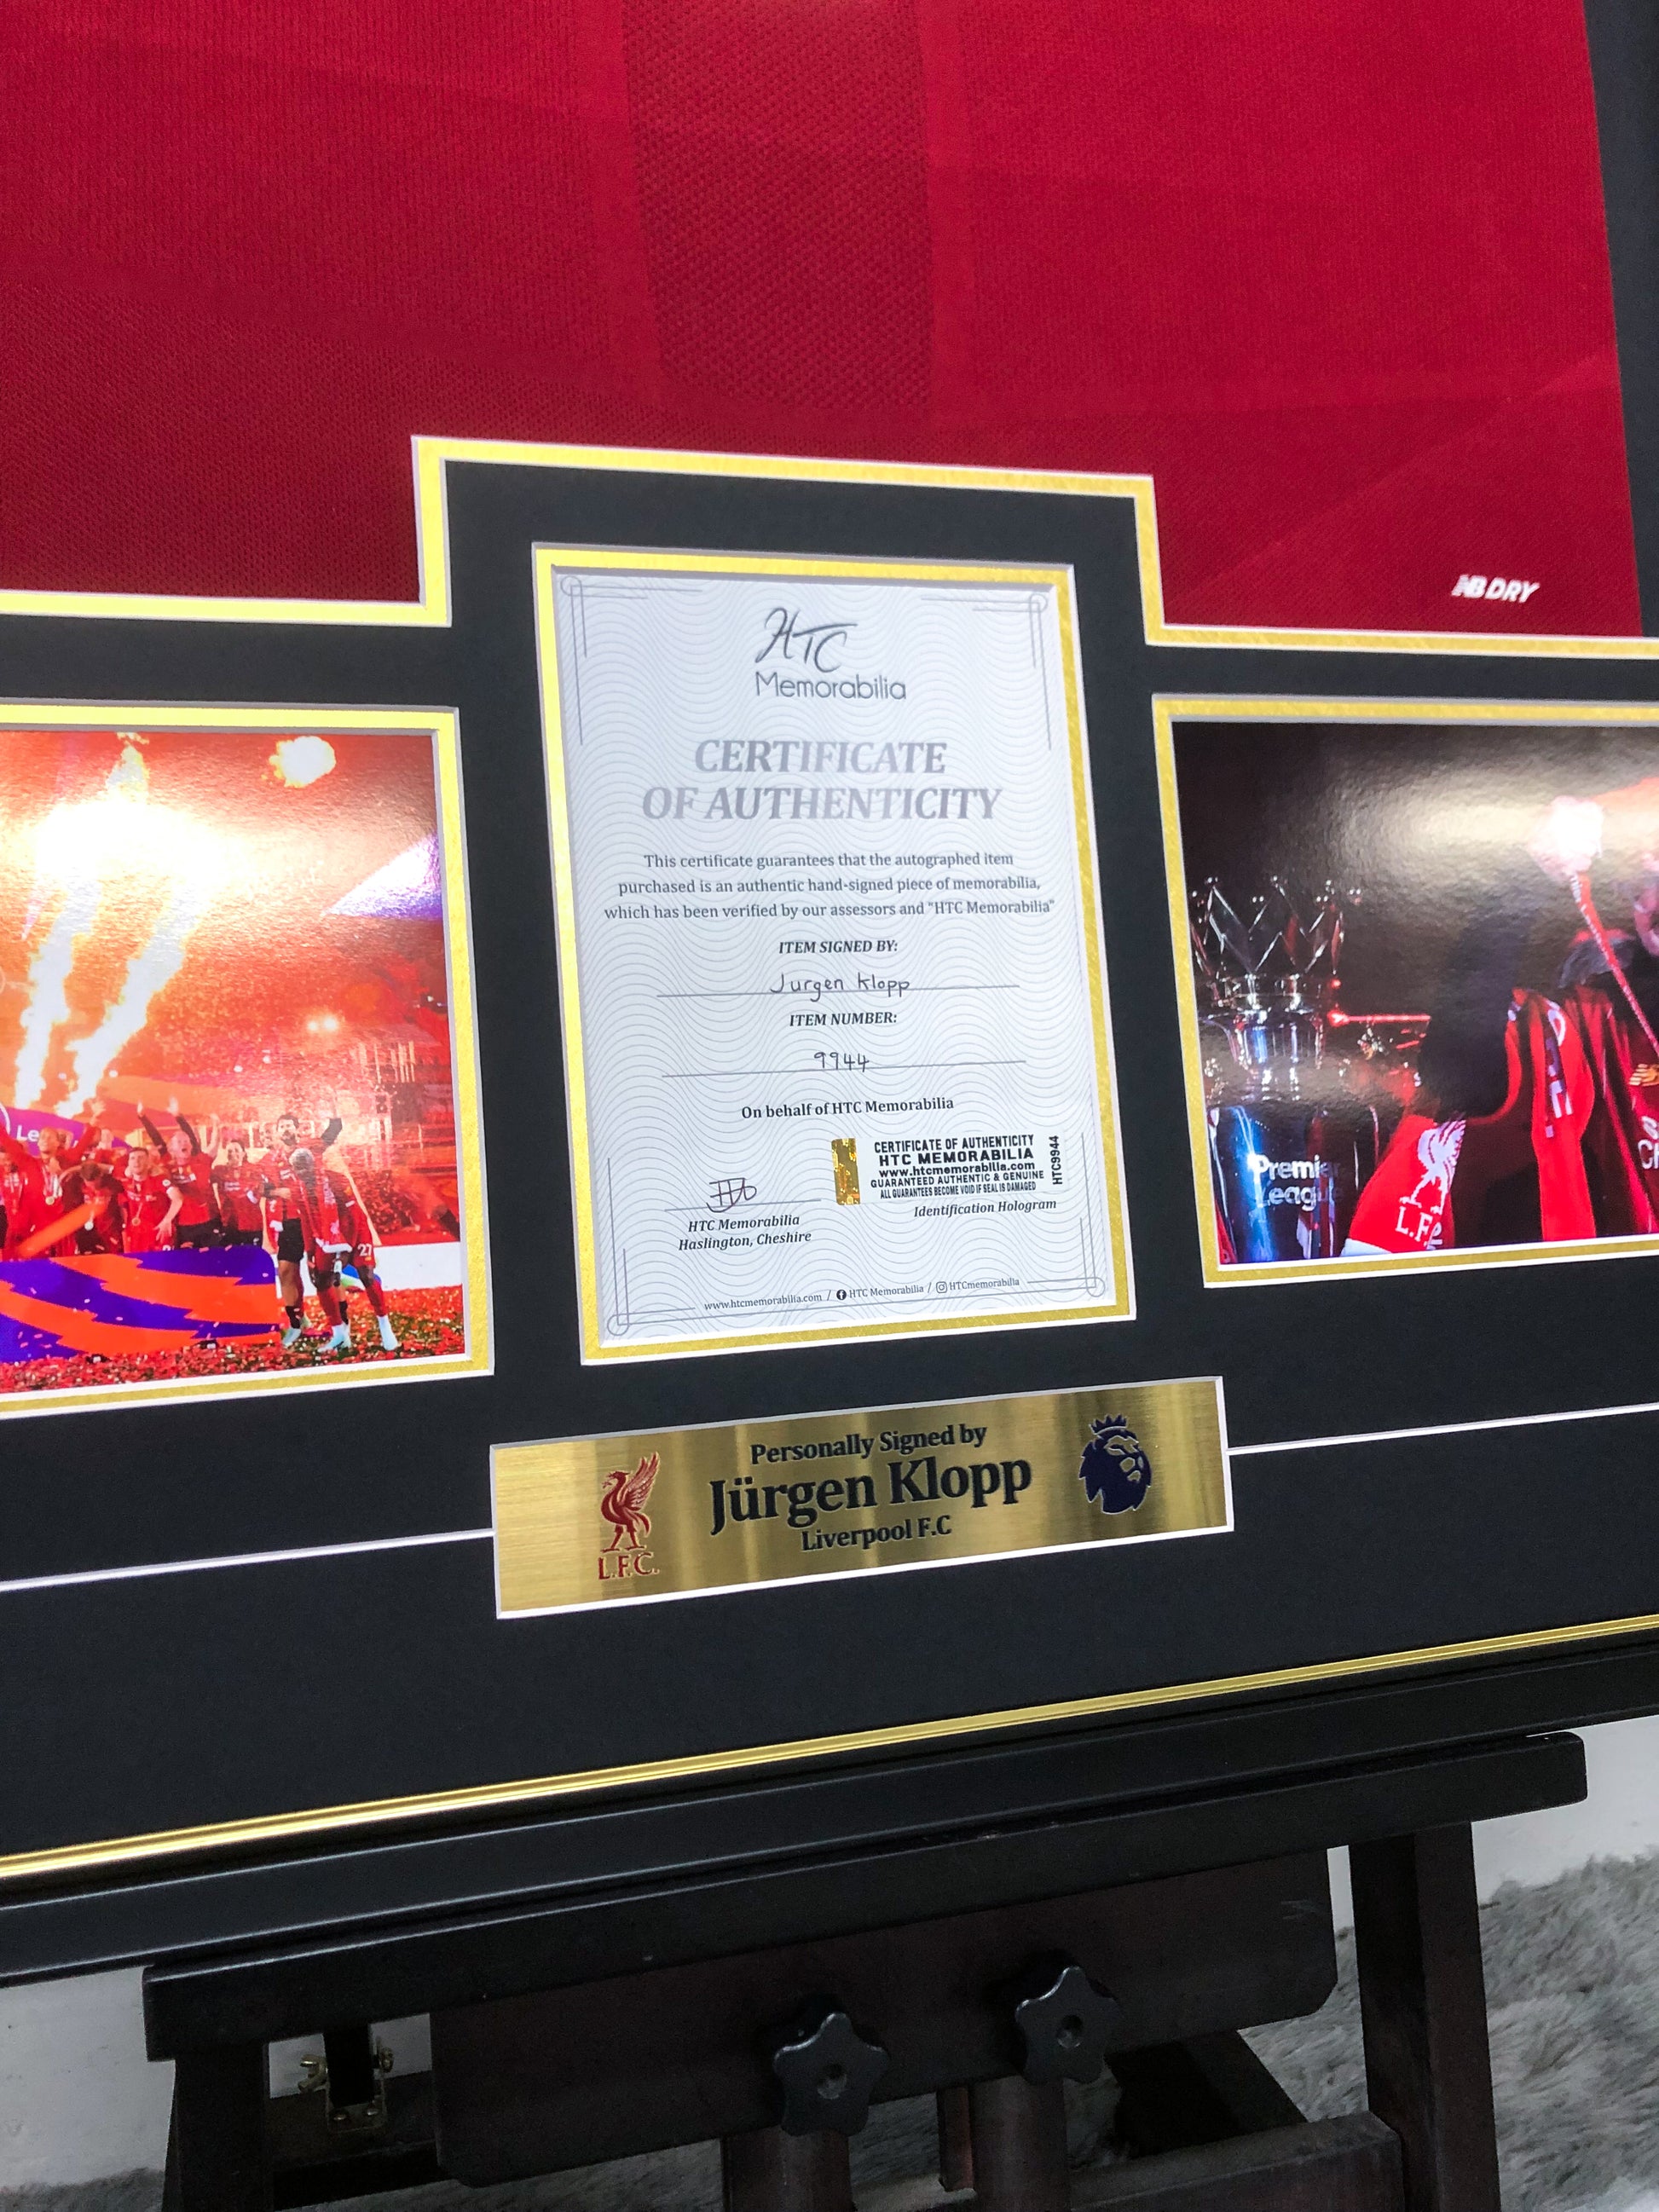 NB DRY
HTC
Memorabilia
CERTIFICATE
OF AUTHENTICITY
This certificate guarantees that the autographed item
purchased is an authentic hand-signed piece of memorabilia,
which has been verified by our assessors and "HTC Memorabilia"
ITEM SIGNED BY:
Jurgen Klopp
ITEM NUMBER:
9944
On behalf of HTC Memorabilia
CERTIFICATE OF AUTHENTICITY
HTC MEMORABILIA
www.htcmemorabilia.com
GUARANTEED AUTHENTIC & GENUINE
ALL GUARANTEES BECOME VOID IF SEAL IS DAMAGED
HTC9944
Identification Hologram
HTC Memorabilia
Haslington, Cheshire
www.htcmemorabilia.com / HTC Memorabilia / HTCmemorabilia
27
Premier
League
L.F.C
Personally Signed by
Jürgen Klopp
Liverpool F.C
L.F.C.